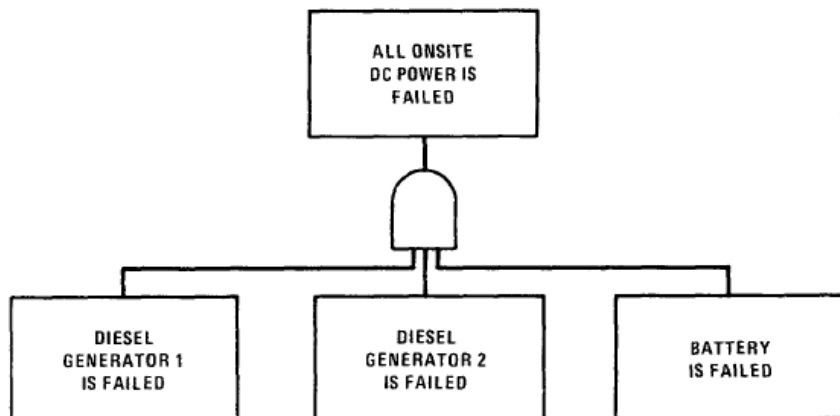 ALL ONSITE
DC POWER IS
FAILED
DIESEL
GENERATOR 1
IS FAILED
DIESEL
GENERATOR 2
IS FAILED
BATTERY
IS FAILED